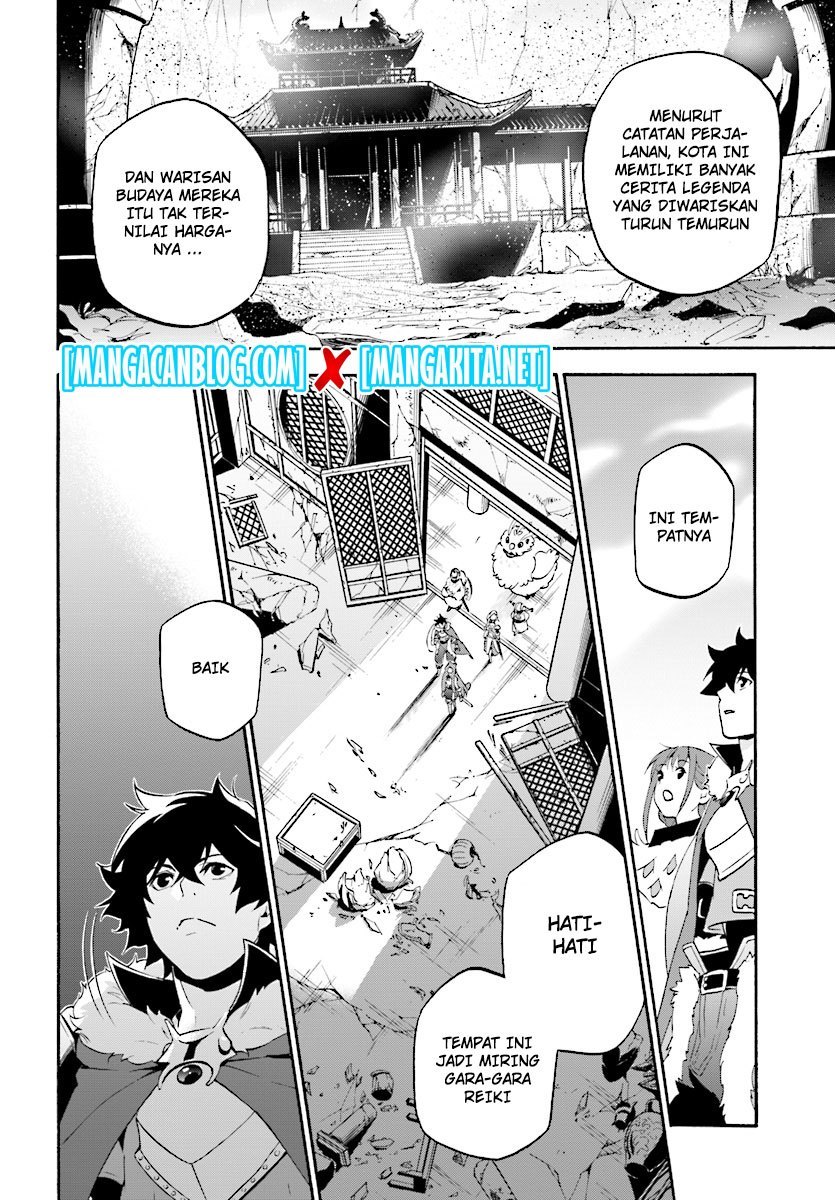 MENURUT
CATATAN PERJA-
LANAN, KOTA INI
MEMILIKI BANYAK
CERITA LEGENDA
YANG DIWARISKAN
TURUN TEMURUN
DAN WARISAN
BUDAYA MEREKA
ITU TAK TER-
NILAI HARGA-
NYA ...
[MANGACANBLOG.COM] X [MANGAKITA.NET]
INI TEM-
PATNYA
HATI-
HATI
TEMPAT INI
JADI MIRING
GARA-GARA
REIKI
BAIK